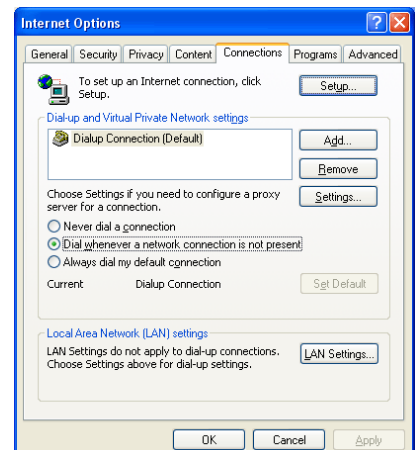 Internet Options
General Security Privacy Content Connections Programs Advanced
To set up an Internet connection, click
Setup.
Setup...
Dial-up and Virtual Private Network settings
Dialup Connection (Default)
Add...
Remove
Choose Settings if you need to configure a proxy
server for a connection.
Settings...
Never dial a connection
Dial whenever a network connection is not present
Always dial my default connection
Current Dialup Connection
Set Default
Local Area Network (LAN) settings
LAN Settings do not apply to dial-up connections.
Choose Settings above for dial-up settings.
LAN Settings...
OK Cancel Apply